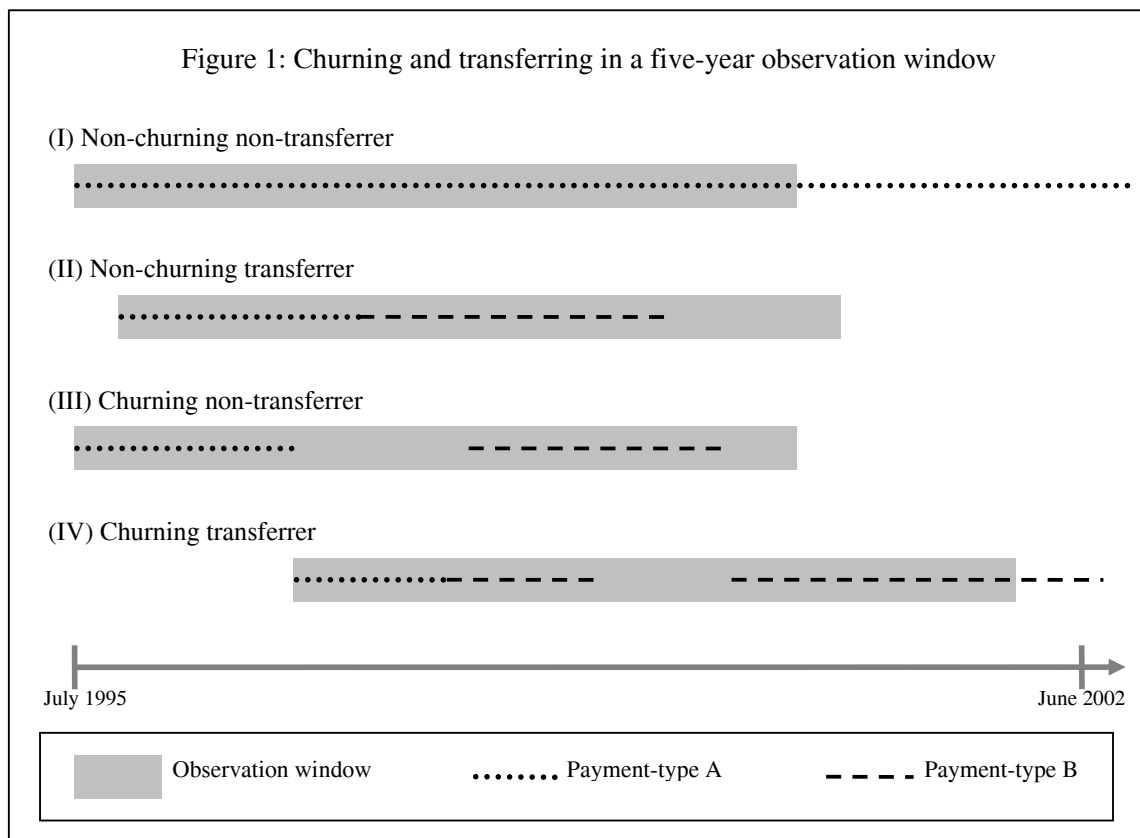 Figure 1: Churning and transferring in a five-year observation window
(I) Non-churning non-transferrer
(II) Non-churning transferrer
(III) Churning non-transferrer
(IV) Churning transferrer
July 1995
June 2002
Observation window
Payment-type A
Payment-type B